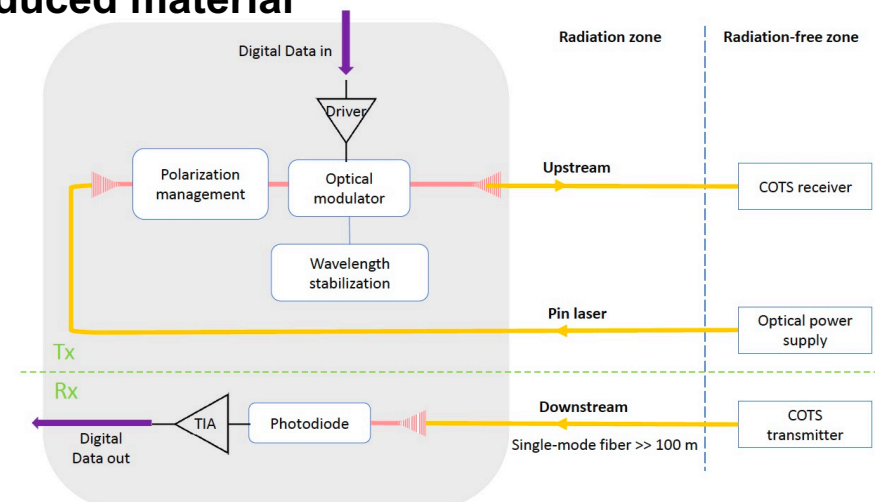 duced material
Digital Data in
Radiation zone
Radiation-free zone
Driver
Polarization
management
Optical
modulator
Upstream
COTS receiver
Wavelength
stabilization
Pin laser
Optical power
supply
Tx
Rx
Digital
Data out
TIA
Photodiode
Downstream
Single-mode fiber >> 100 m
COTS
transmitter